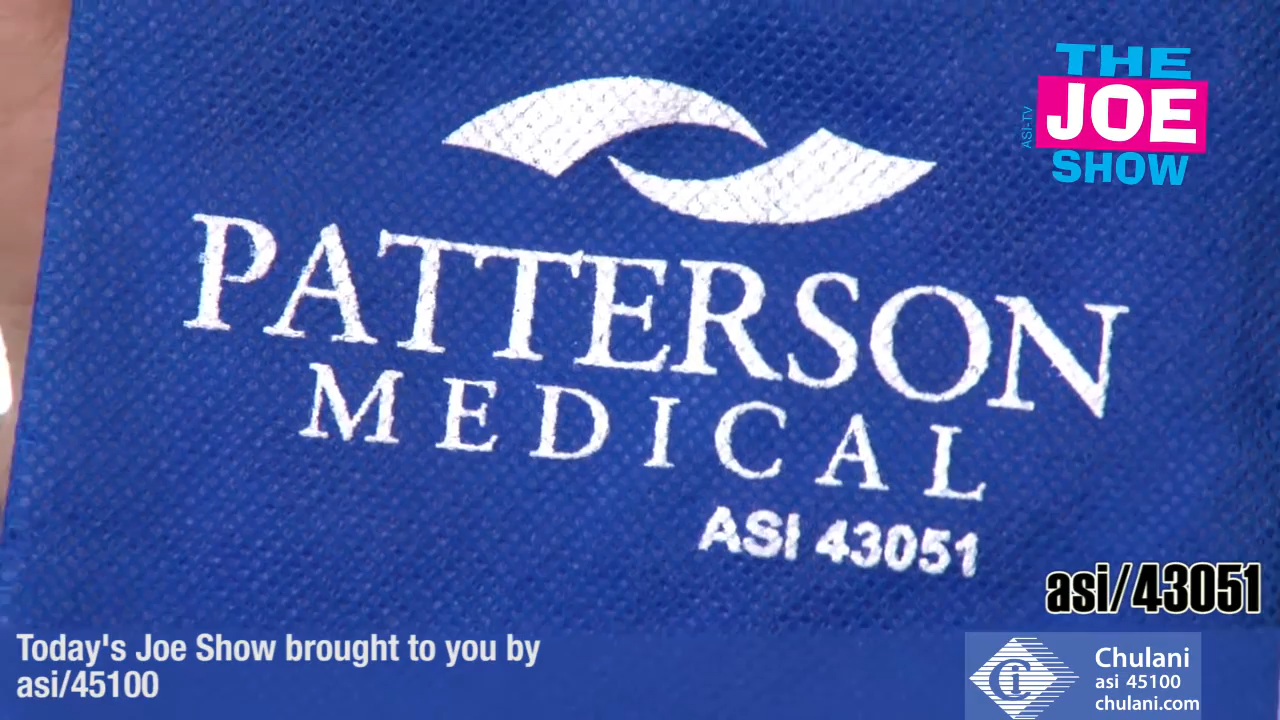 THE
JOE
SHOW
ASI-TV
PATTERSON
MEDICAL
ASI 43051
asi/43051
Today's Joe Show brought to you by
asi/45100
Ci
Chulani
asi 45100
chulani.com